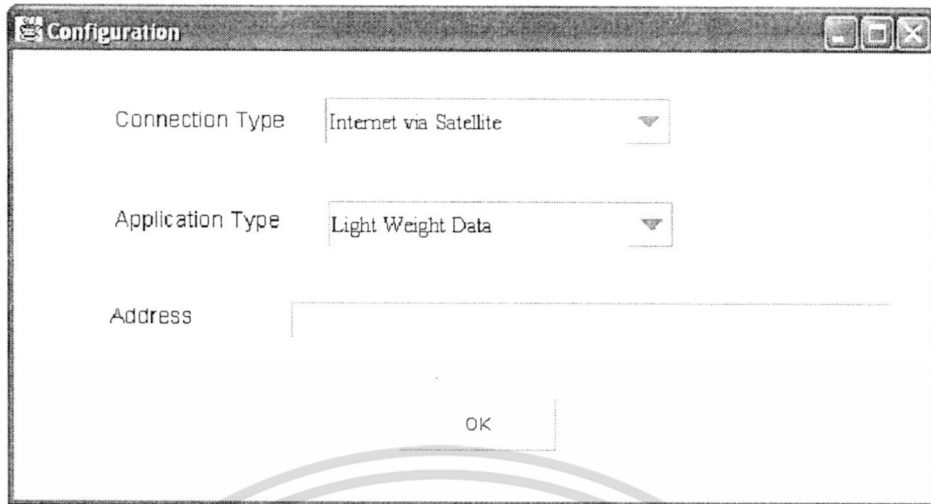 Configuration
Connection Type Internet via Satellite
Application Type Light Weight Data
Address
OK